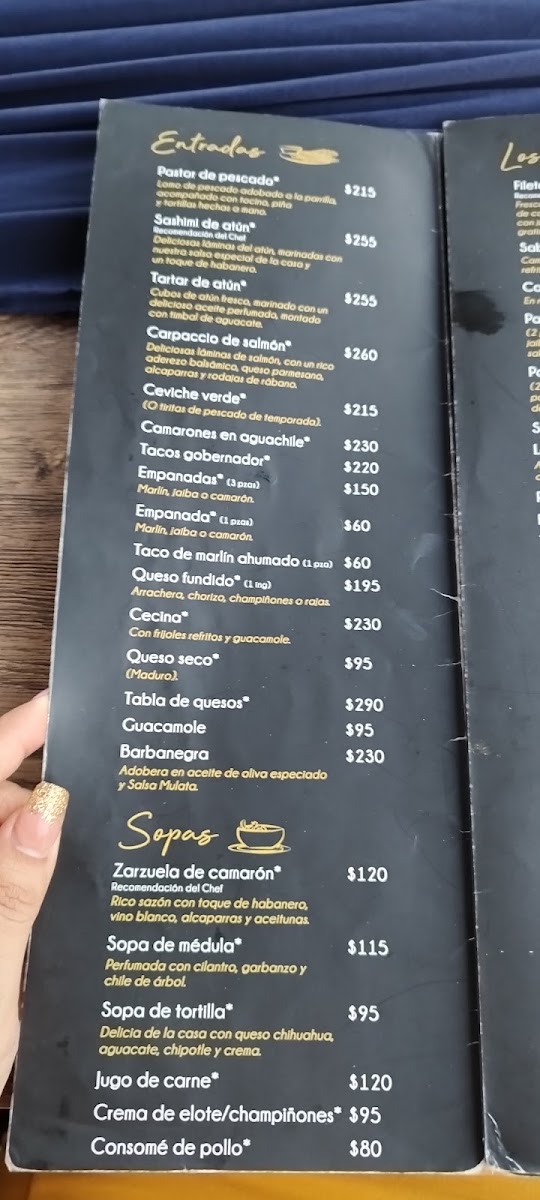 Entradas
Pastor de pescado* $215
Lomo de pescado adobado a la parrilla,
acompañado con tocino, piña
y tortillas hechas a mano.
Sashimi de atún* $255
Recomendación del Chef
Deliciosas láminas del atún, marinadas con
nuestra salsa especial de la casa y
un toque de habanero.
Tartar de atún* $255
Cubos de atún fresco, marinado con un
delicioso aceite perfumado, montado
con timbal de aguacate.
Carpaccio de salmón* $260
Deliciosas láminas de salmón, con un rico
aderezo balsámico, queso parmesano,
alcaparras y rodajas de rábano.
Ceviche verde* $215
(O tiritas de pescado de temporada).
Camarones en aguachile* $230
Tacos gobernador* $220
Empanadas* (3 pzas) $150
Marlín, jaiba o camarón.
Empanada* (1 pza) $60
Marlín, jaiba o camarón.
Taco de marlín ahumado (1 pza) $60
Queso fundido* (1 ing) $195
Arrachera, chorizo, champiñones o rajas.
Cecina* $230
Con frijoles refritos y guacamole.
Queso seco* $95
(Maduro).
Tabla de quesos* $290
Guacamole $95
Barbanegra $230
Adobera en aceite de oliva especiado
y Salsa Mulata.
Sopas
Zarzuela de camarón* $120
Recomendación del Chef
Rico sazón con toque de habanero,
vino blanco, alcaparras y aceitunas.
Sopa de médula* $115
Perfumada con cilantro, garbanzo y
chile de árbol.
Sopa de tortilla* $95
Delicia de la casa con queso chihuahua,
aguacate, chipotle y crema.
Jugo de carne* $120
Crema de elote/champiñones* $95
Consomé de pollo* $80
Los